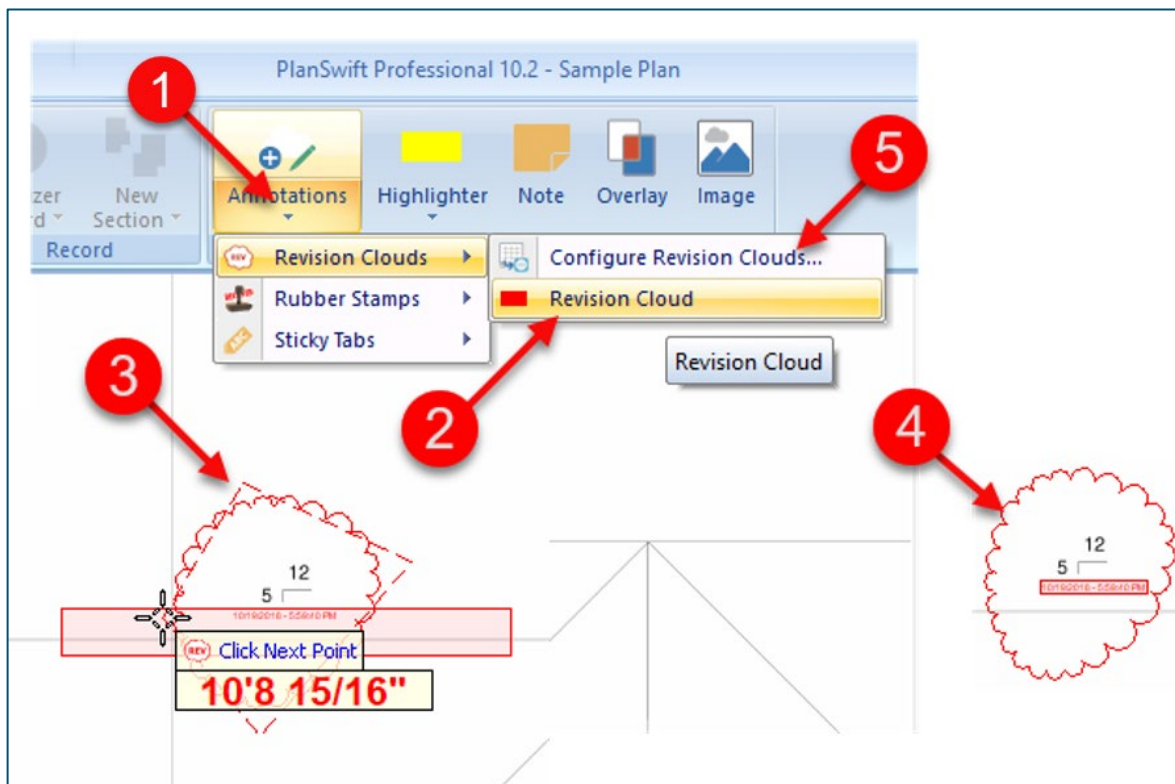 PlanSwift Professional 10.2 - Sample Plan
1
5
zer
New
Annotations
Highlighter
Note
Overlay
Image
rd
Section
Record
REV
Revision Clouds
Configure Revision Clouds...
Rubber Stamps
Revision Cloud
Sticky Tabs
Revision Cloud
3
2
4
12
5
REV Click Next Point
10'8 15/16"
12
5